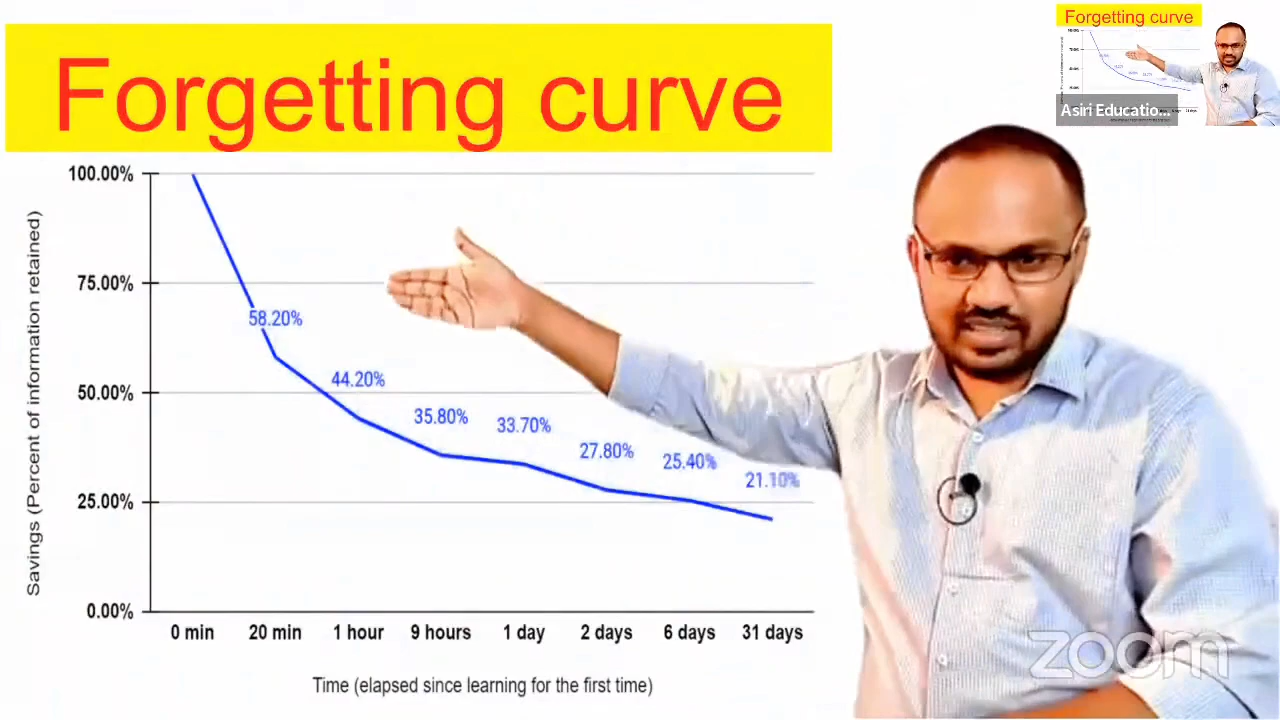 Forgetting curve
Forgetting curve
Asiri Educatio...
100.00%
75.00%
50.00%
25.00%
0.00%
Savings (Percent of information retained)
58.20%
44.20%
35.80%
33.70%
27.80%
25.40%
21.10%
0 min 20 min 1 hour 9 hours 1 day 2 days 6 days 31 days
Time (elapsed since learning for the first time)
zoom